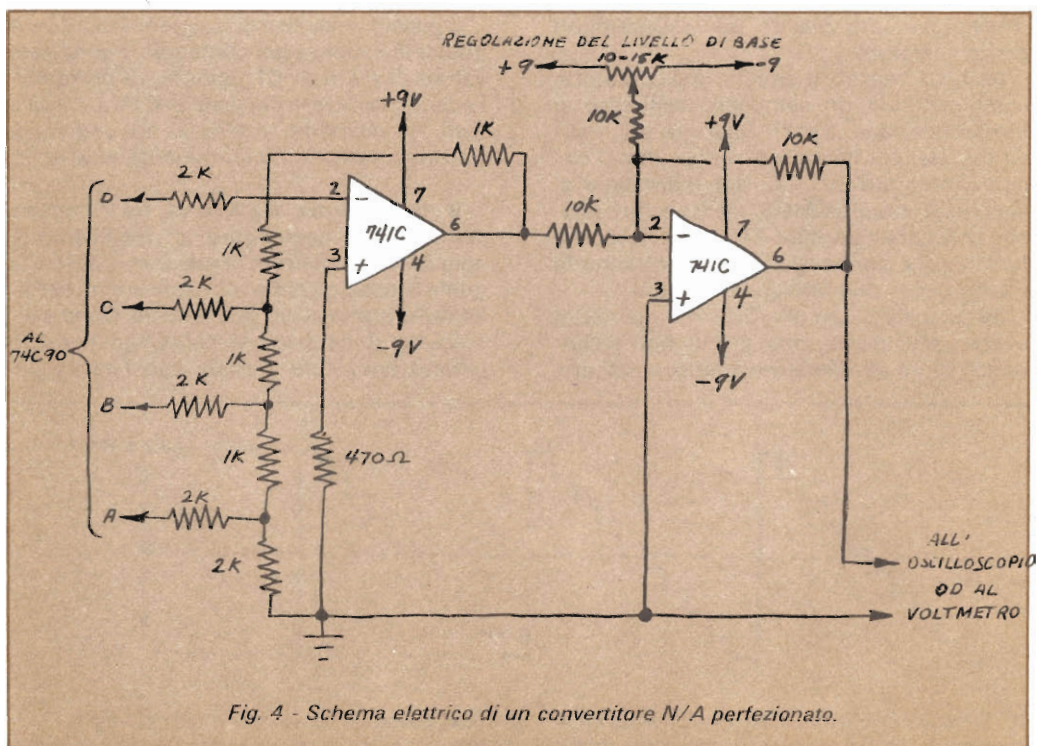 REGOLAZIONE DEL LIVELLO DI BASE
+9 10-15K -9
+9V
1K
10K
+9V
10K
D
2K
2
-
7
741C
6
3
+
4
-9V
10K
2
-
7
741C
6
3
+
4
-9V
1K
C
2K
1K
AL
74C90
B
2K
1K
470Ω
A
2K
2K
ALL'
OSCILLOSCOPIO
OD AL
VOLTMETRO
Fig. 4 - Schema elettrico di un convertitore N/A perfezionato.